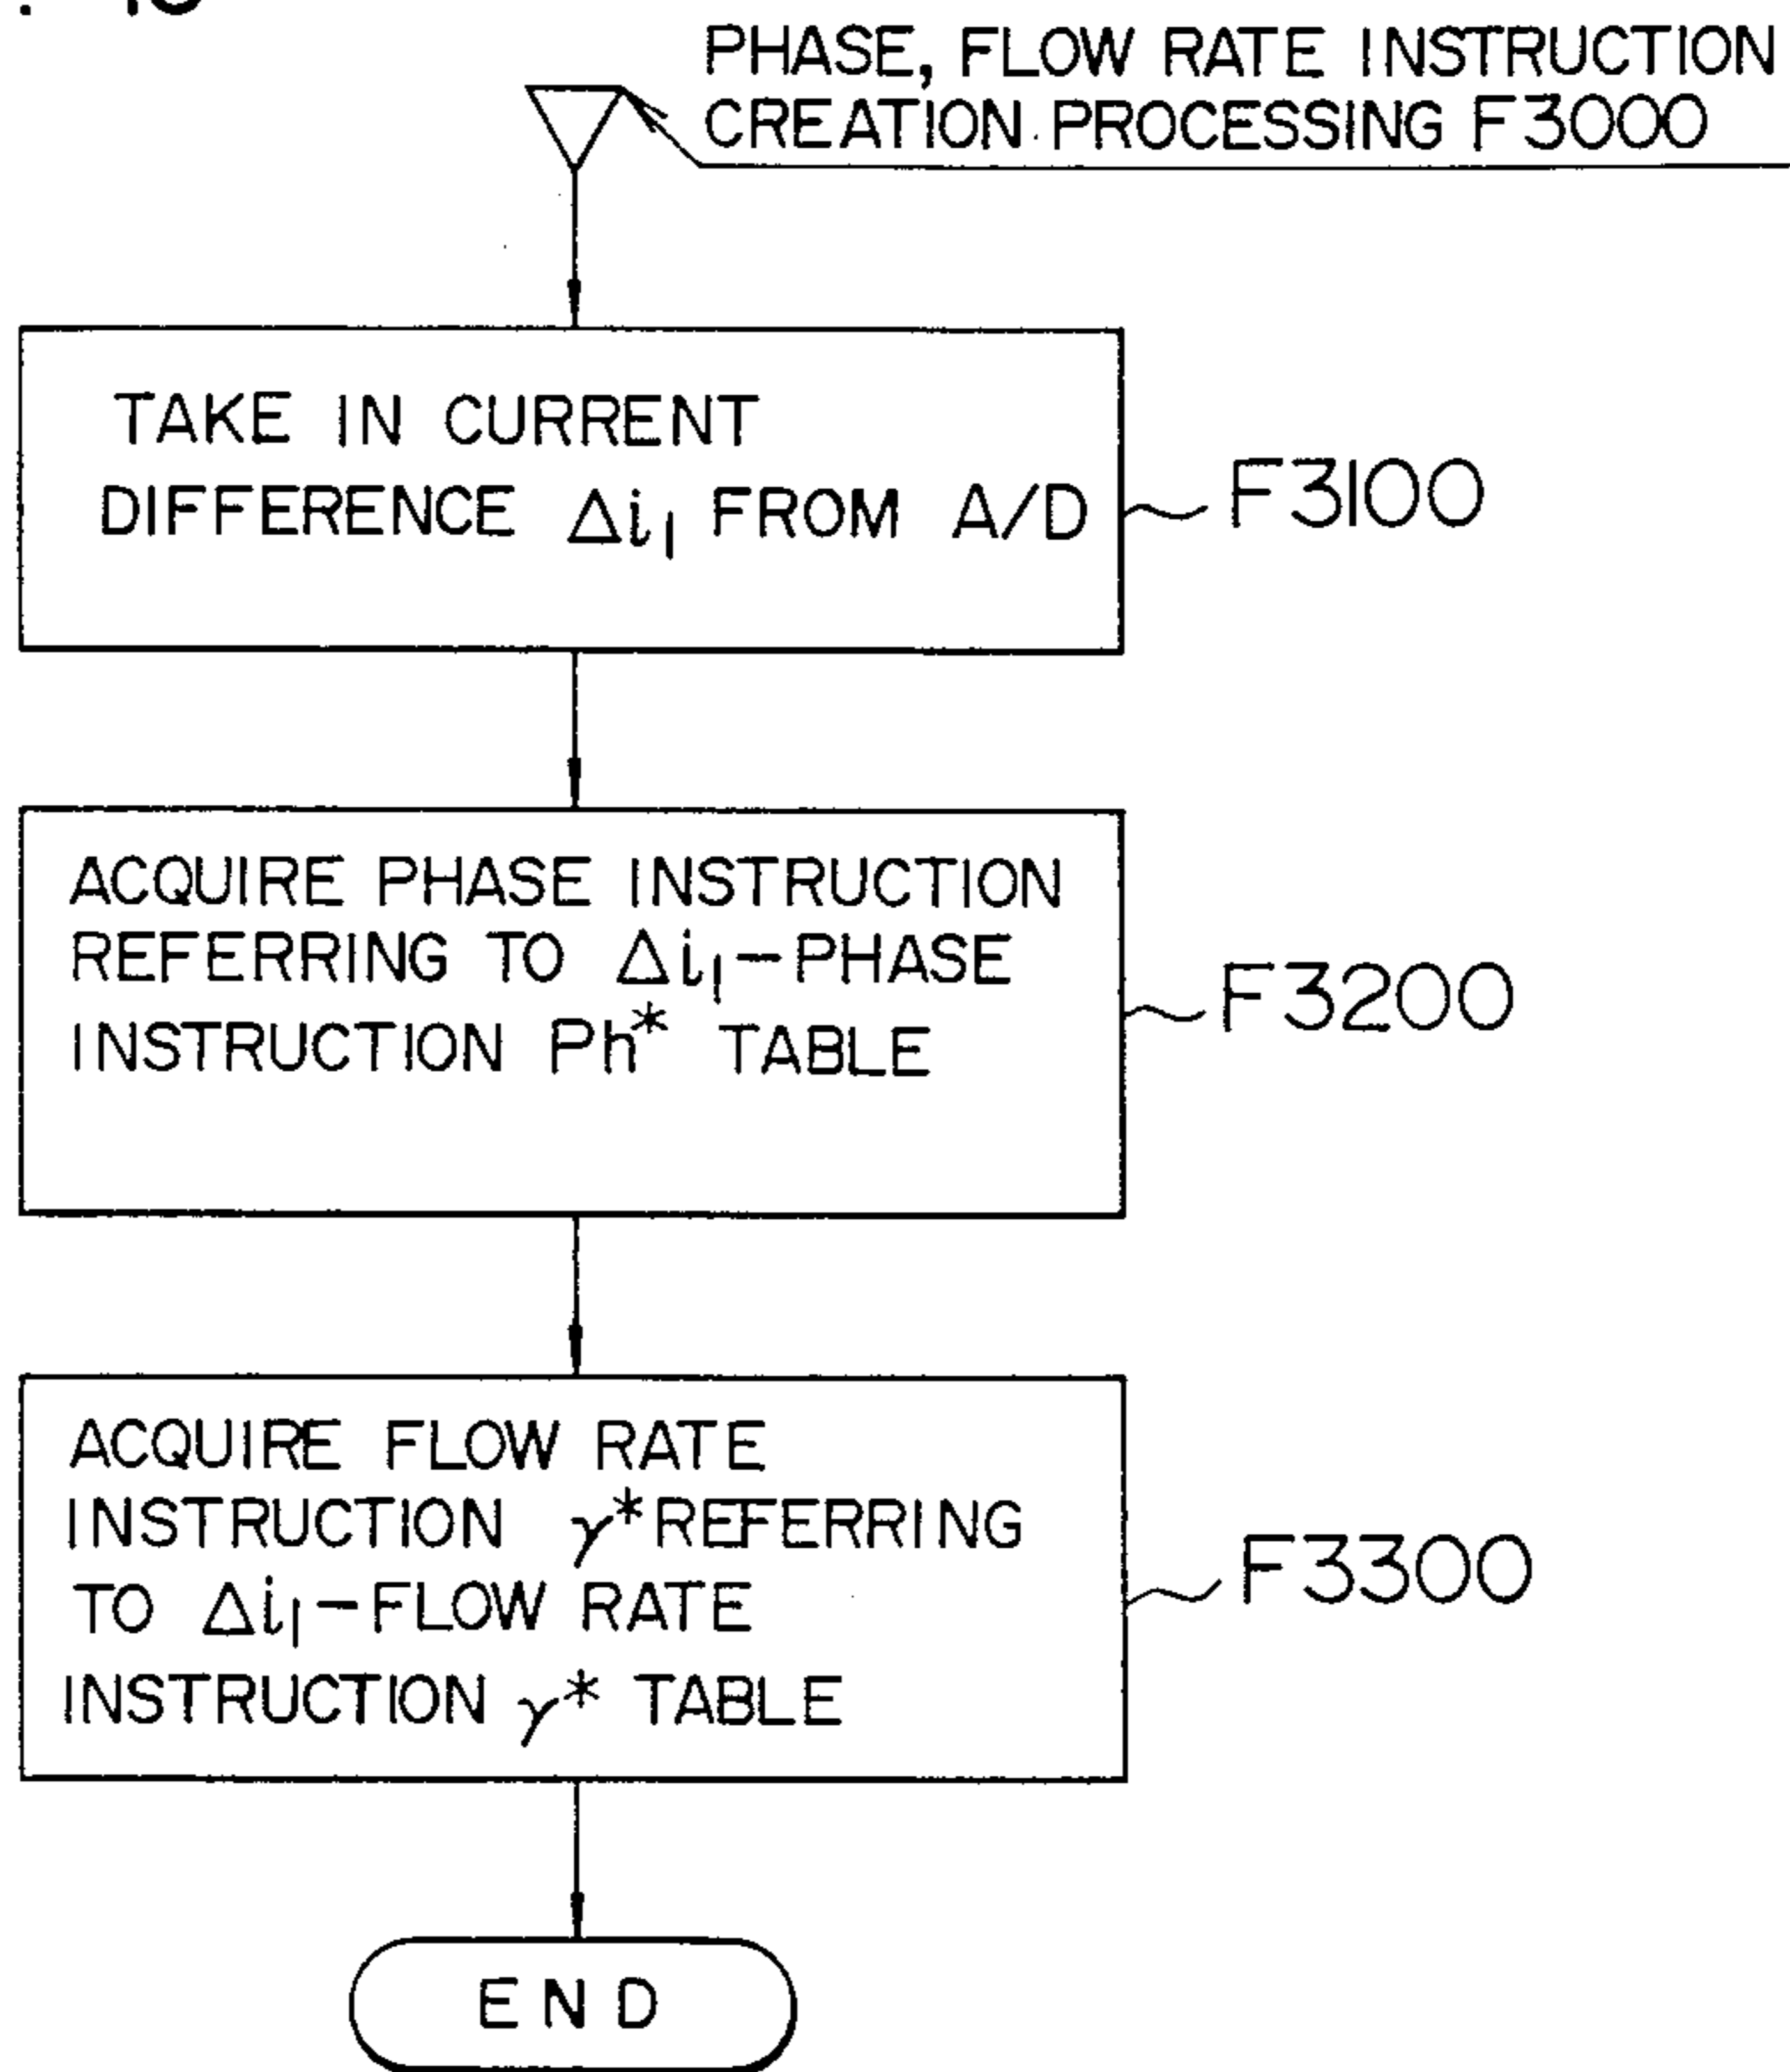 PHASE, FLOW RATE INSTRUCTION
CREATION PROCESSING F3000
TAKE IN CURRENT
DIFFERENCE Δi₁ FROM A/D
F3100
ACQUIRE PHASE INSTRUCTION
REFERRING TO Δi₁-PHASE
INSTRUCTION Ph* TABLE
F3200
ACQUIRE FLOW RATE
INSTRUCTION γ* REFERRING
TO Δi₁-FLOW RATE
INSTRUCTION γ* TABLE
F3300
END